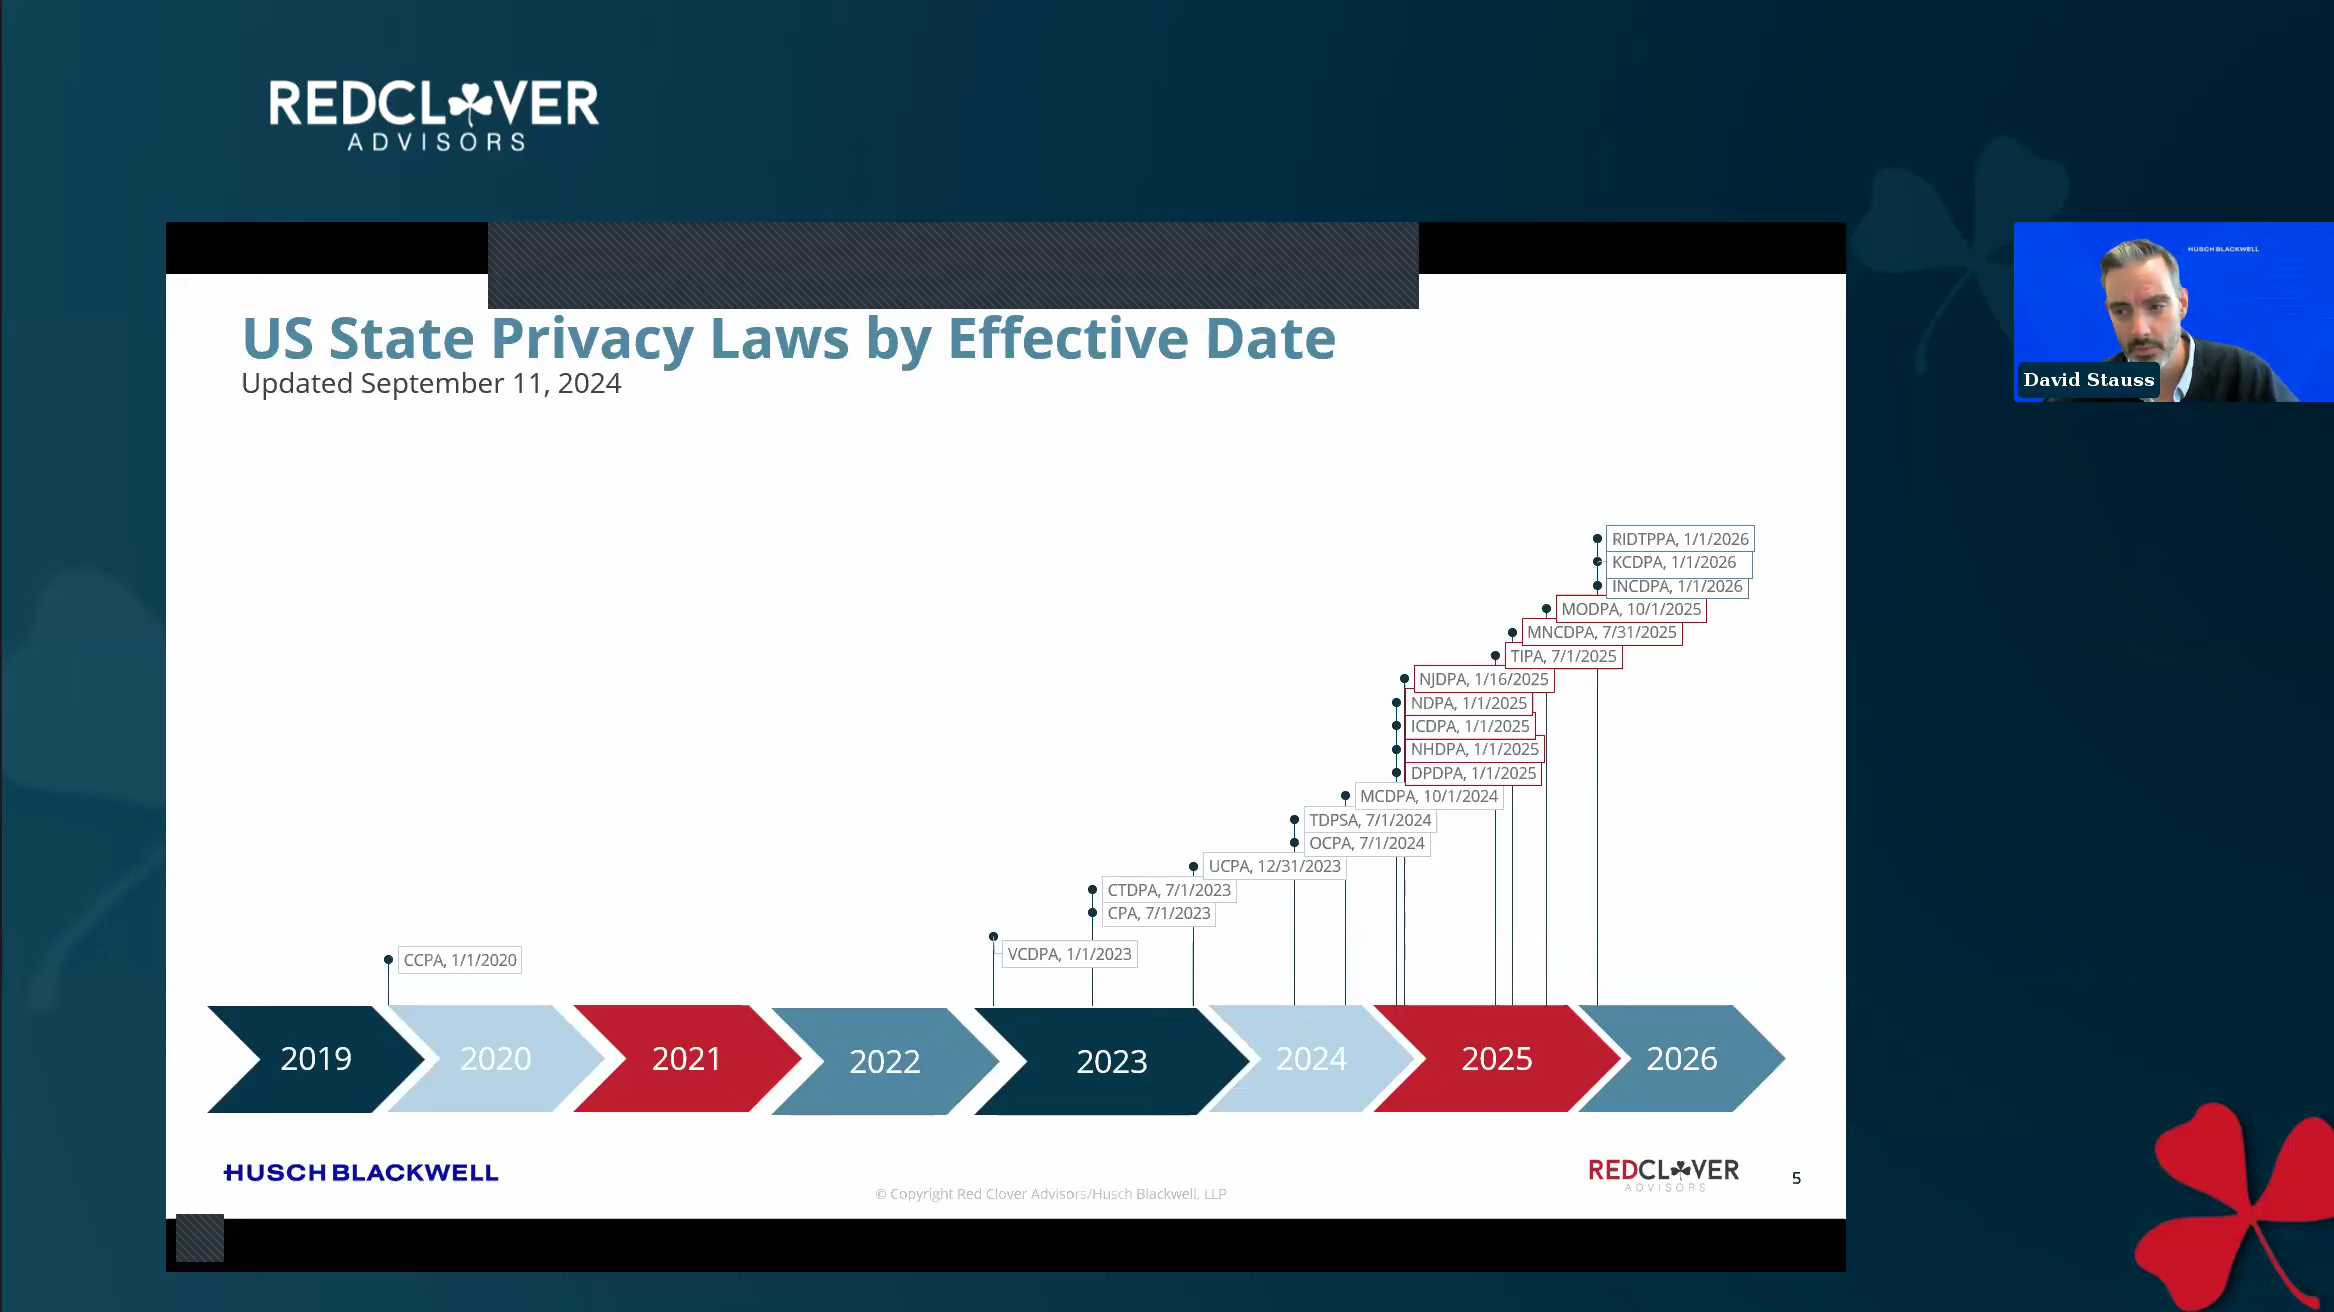 REDCLOVER
ADVISORS
HUSCH BLACKWELL
David Stauss
US State Privacy Laws by Effective Date
Updated September 11, 2024
RIDTPPA, 1/1/2026
KCDPA, 1/1/2026
INCDPA, 1/1/2026
MODPA, 10/1/2025
MNCDPA, 7/31/2025
TIPA, 7/1/2025
NJDPA, 1/16/2025
NDPA, 1/1/2025
ICDPA, 1/1/2025
NHDPA, 1/1/2025
DPDPA, 1/1/2025
MCDPA, 10/1/2024
TDPSA, 7/1/2024
OCPA, 7/1/2024
UCPA, 12/31/2023
CTDPA, 7/1/2023
CPA, 7/1/2023
VCDPA, 1/1/2023
CCPA, 1/1/2020
2019 2020 2021 2022 2023 2024 2025 2026
HUSCH BLACKWELL
© Copyright Red Clover Advisors/Husch Blackwell, LLP
REDCLOVER
ADVISORS
5